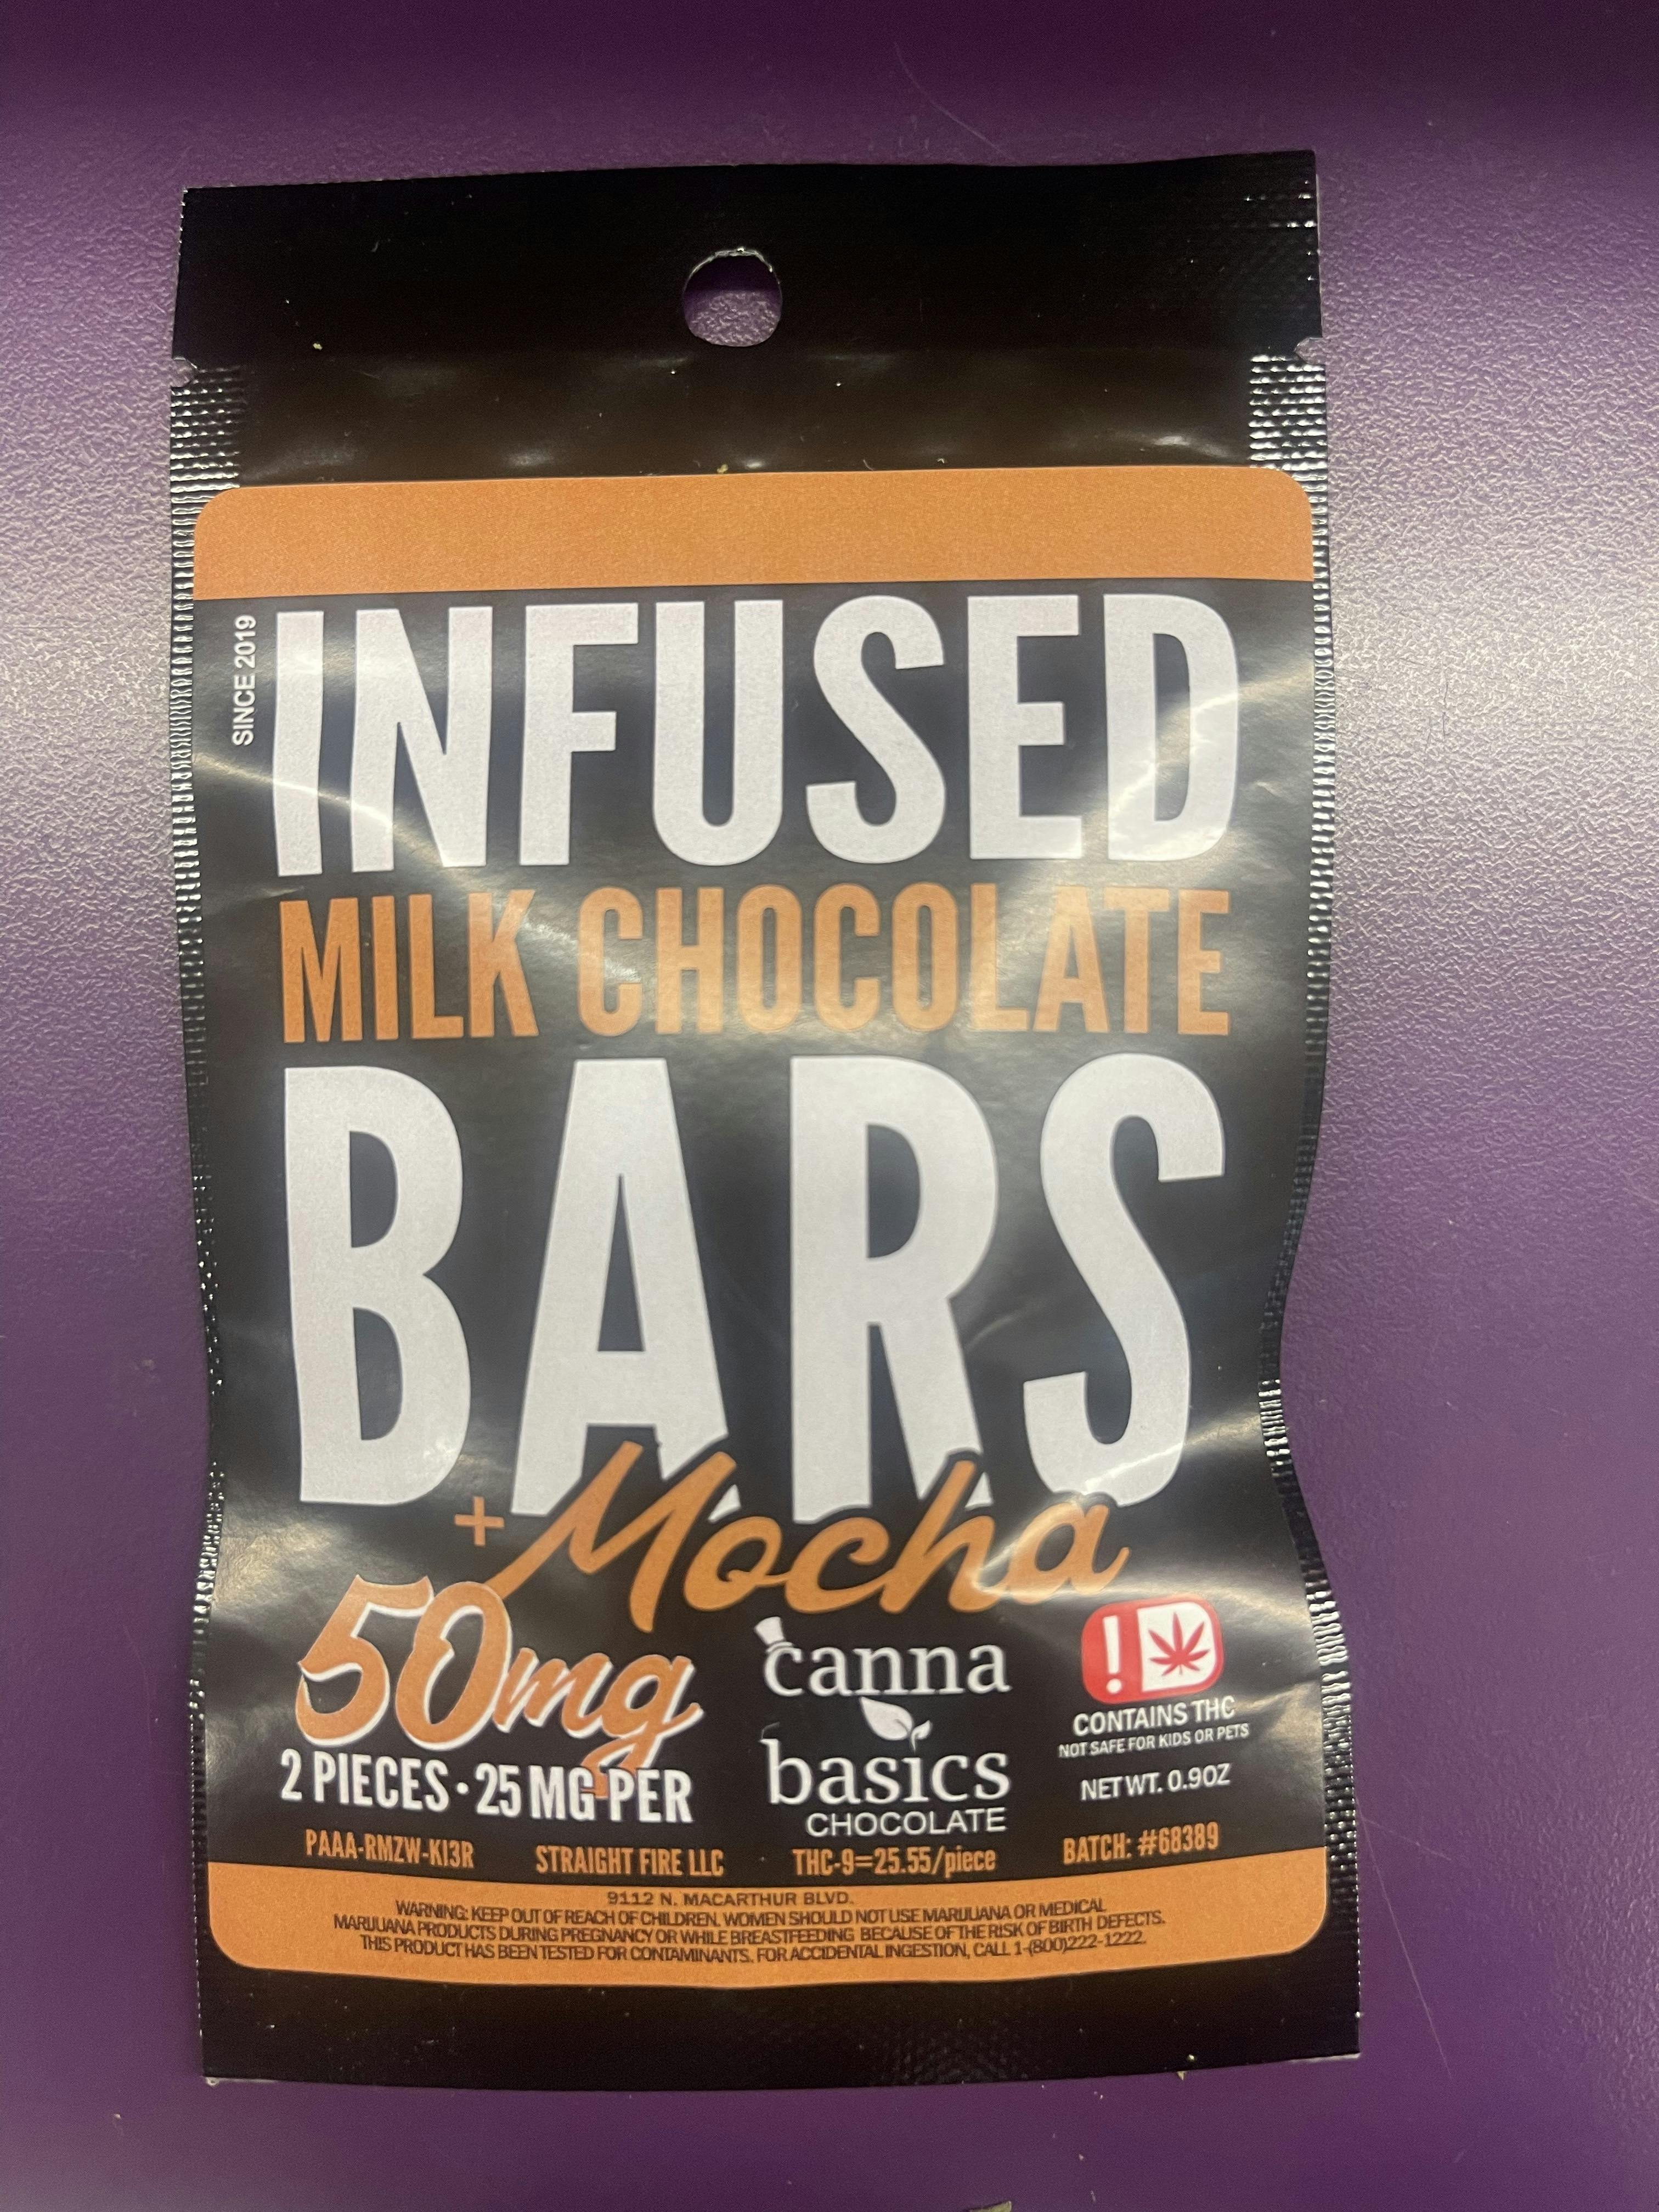 SINCE 2019
INFUSED
MILK CHOCOLATE
BARS
+ Mocha
50mg
2 PIECES · 25 MG PER
canna
basics
CHOCOLATE
!
CONTAINS THC
NOT SAFE FOR KIDS OR PETS
NET WT. 0.9OZ
PAAA-RMZW-KI3R STRAIGHT FIRE LLC THC-9=25.55/piece BATCH: #68389
9112 N. MACARTHUR BLVD.
WARNING: KEEP OUT OF REACH OF CHILDREN. WOMEN SHOULD NOT USE MARIJUANA OR MEDICAL
MARIJUANA PRODUCTS DURING PREGNANCY OR WHILE BREASTFEEDING BECAUSE OF THE RISK OF BIRTH DEFECTS.
THIS PRODUCT HAS BEEN TESTED FOR CONTAMINANTS. FOR ACCIDENTAL INGESTION, CALL 1-(800)222-1222.